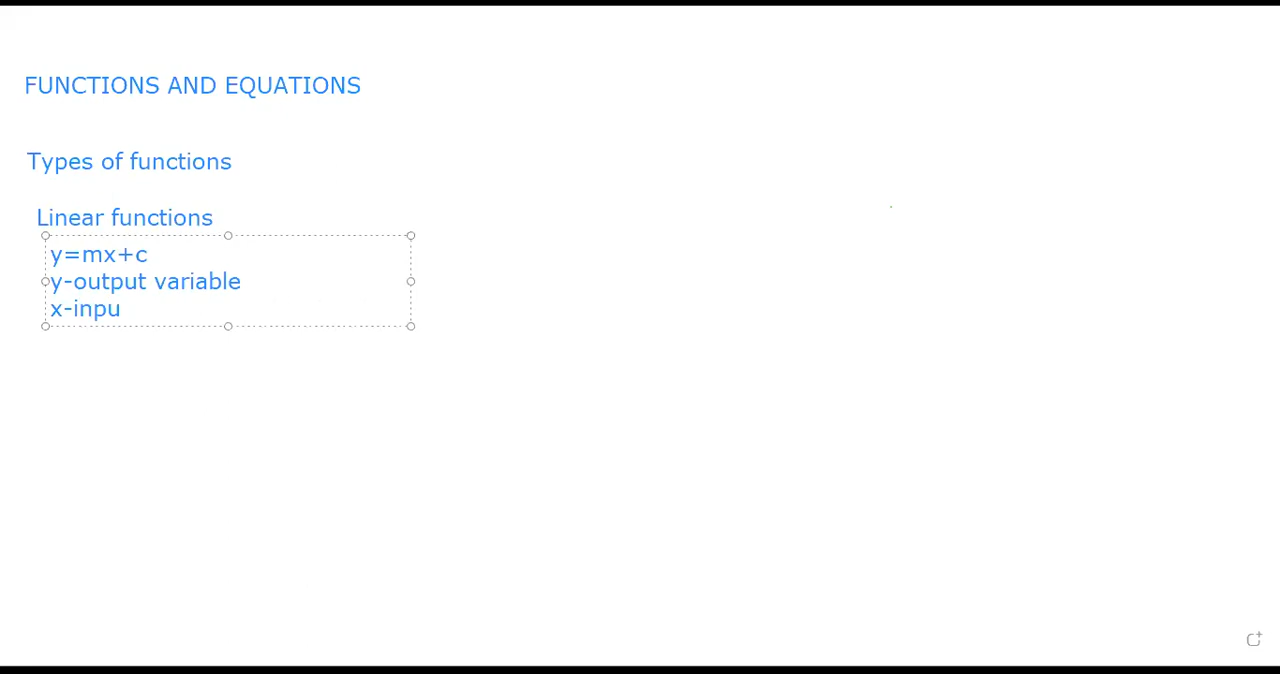 FUNCTIONS AND EQUATIONS
Types of functions
Linear functions
y=mx+c
y-output variable
x-inpu